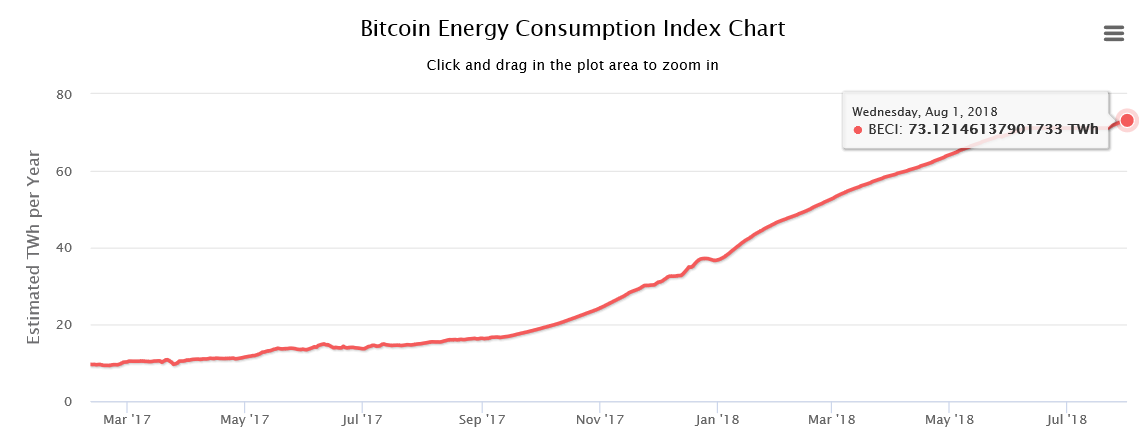 Bitcoin Energy Consumption Index Chart
Click and drag in the plot area to zoom in
Estimated TWh per Year
80
60
40
20
0
Wednesday, Aug 1, 2018
● BECI: 73.12146137901733 TWh
Mar '17 May '17 Jul '17 Sep '17 Nov '17 Jan '18 Mar '18 May '18 Jul '18